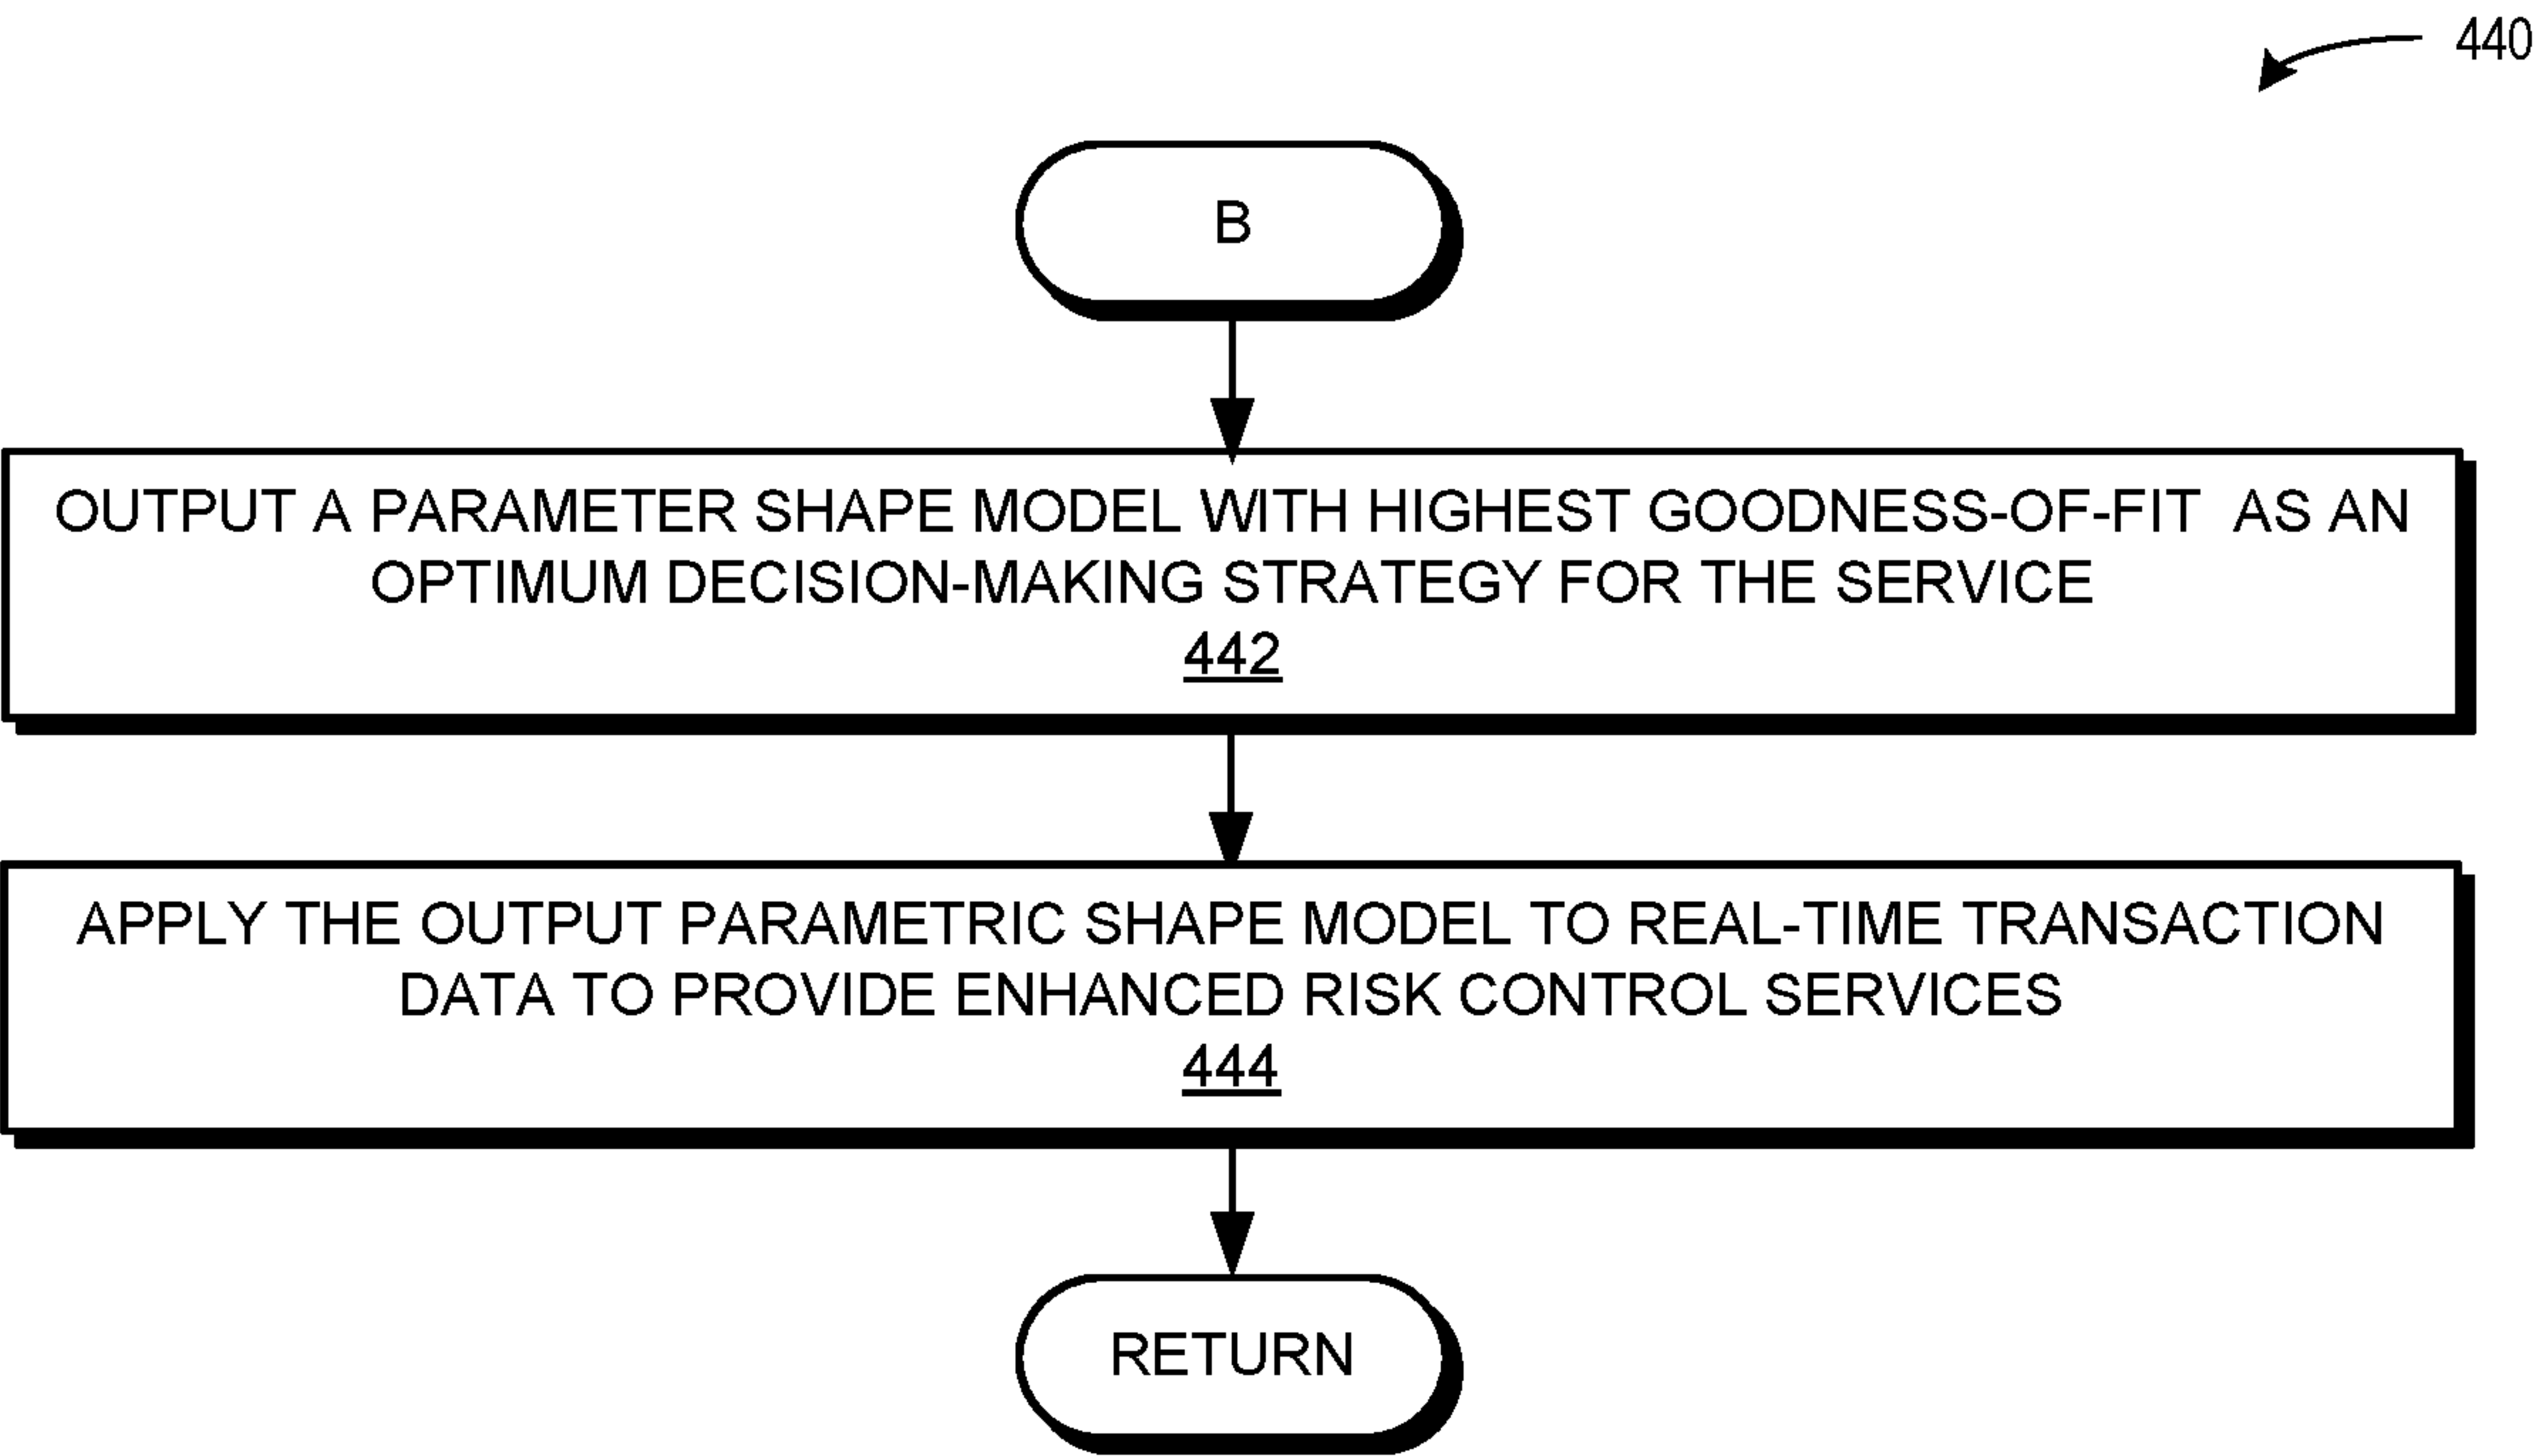 440
B
OUTPUT A PARAMETER SHAPE MODEL WITH HIGHEST GOODNESS-OF-FIT AS AN
OPTIMUM DECISION-MAKING STRATEGY FOR THE SERVICE
442
APPLY THE OUTPUT PARAMETRIC SHAPE MODEL TO REAL-TIME TRANSACTION
DATA TO PROVIDE ENHANCED RISK CONTROL SERVICES
444
RETURN